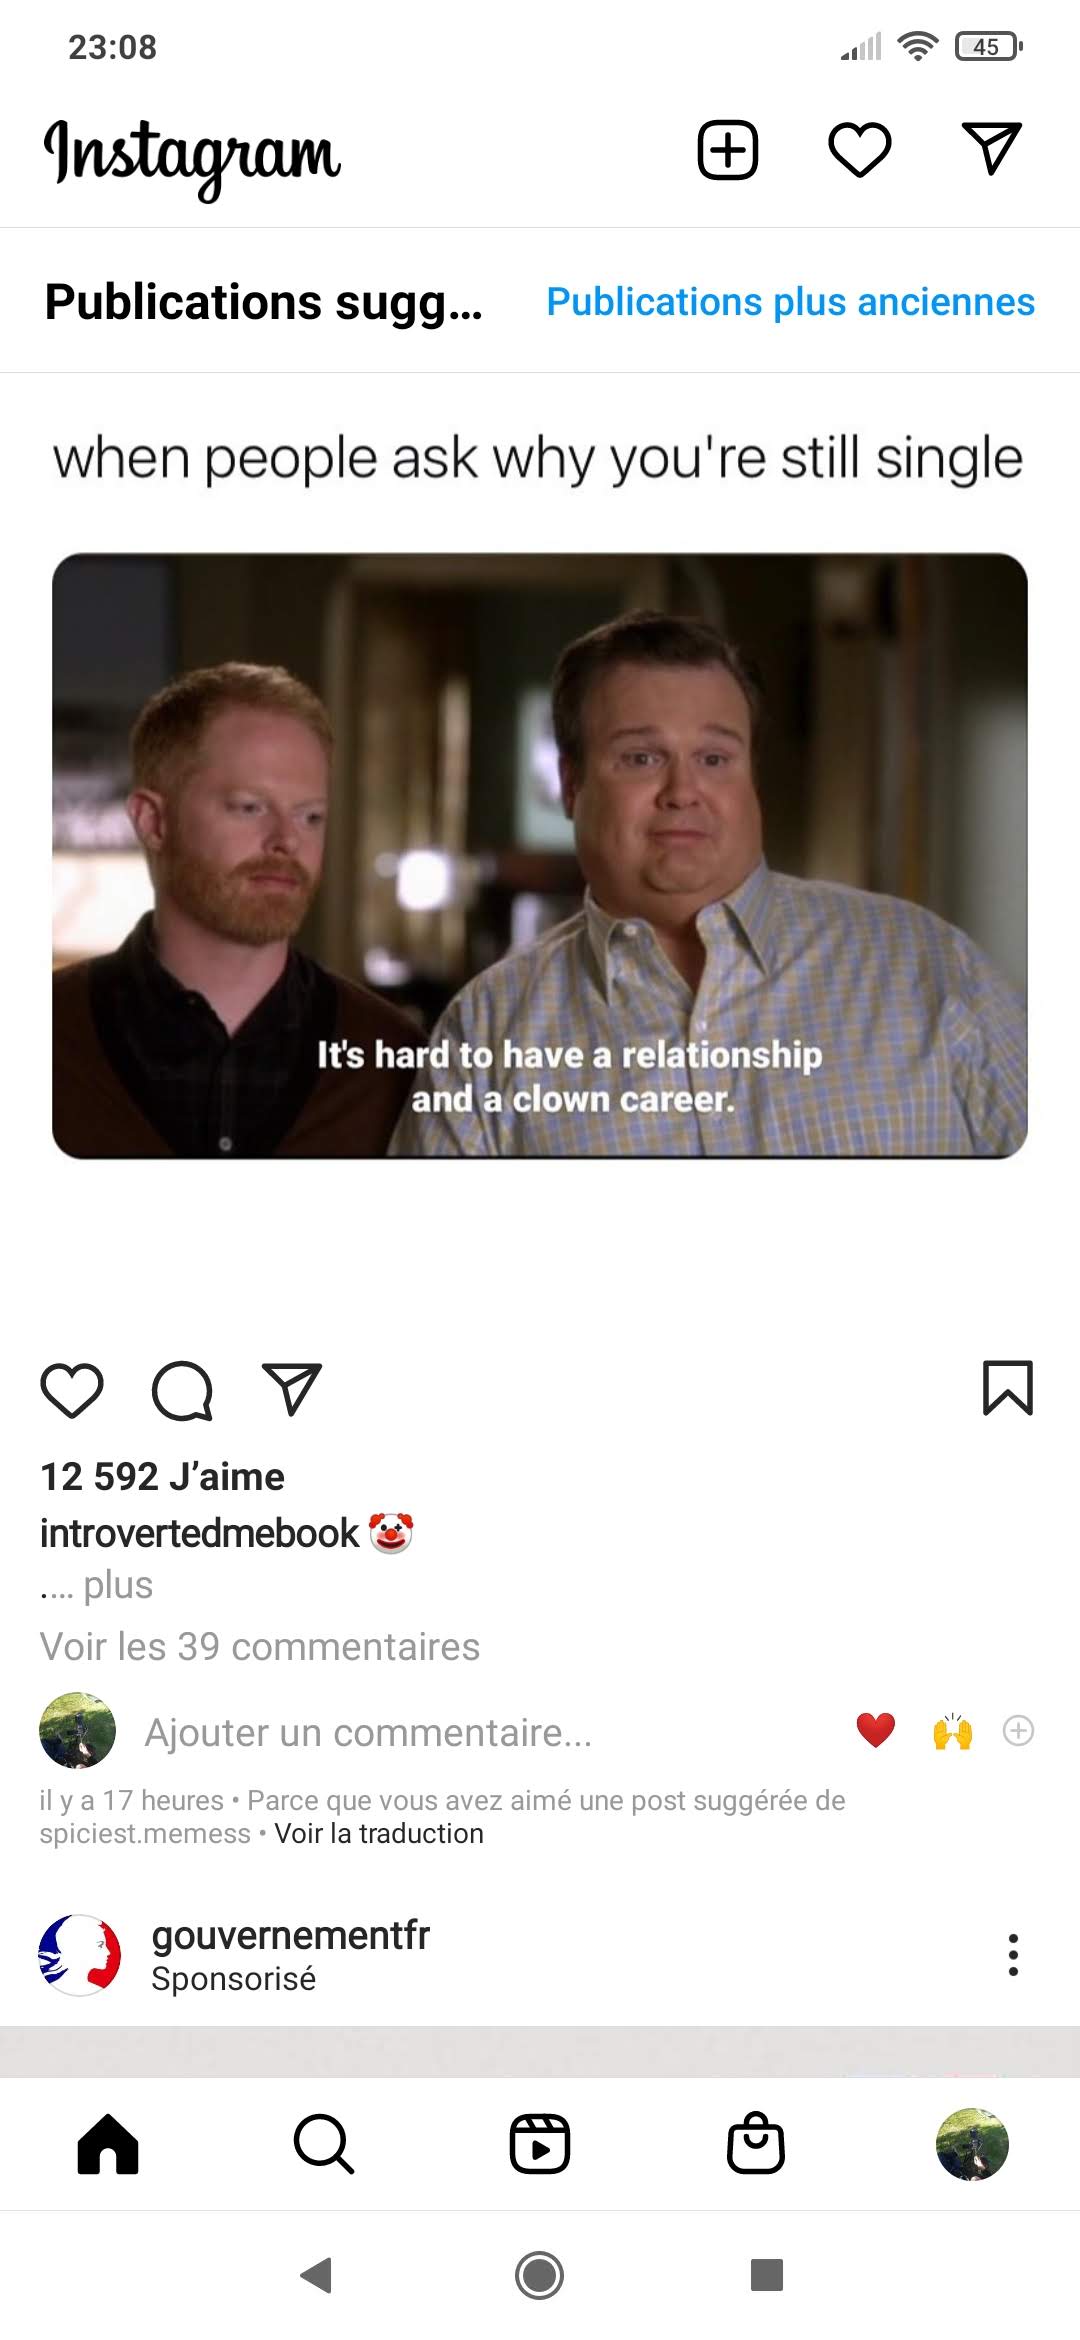 23:08
45
Instagram
Publications sugg...
Publications plus anciennes
when people ask why you're still single
It's hard to have a relationship
and a clown career.
12 592 J’aime
introvertedmebook 🤡
.... plus
Voir les 39 commentaires
Ajouter un commentaire...
il y a 17 heures • Parce que vous avez aimé une post suggérée de
spiciest.memess • Voir la traduction
gouvernementfr
Sponsorisé